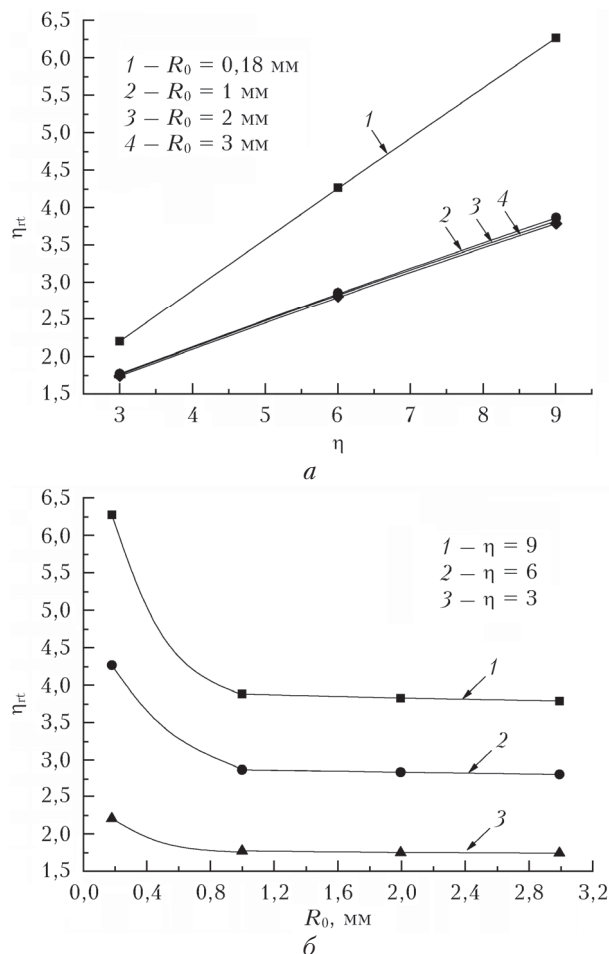 6,5
6,0
5,5
5,0
4,5
4,0
3,5
3,0
2,5
2,0
1,5
ηrt
1 – R0 = 0,18 мм
2 – R0 = 1 мм
3 – R0 = 2 мм
4 – R0 = 3 мм
1
2 3 4
3 4 5 6 7 8 9
η
а
6,5
6,0
5,5
5,0
4,5
4,0
3,5
3,0
2,5
2,0
1,5
ηrt
1 – η = 9
2 – η = 6
3 – η = 3
1
2
3
0,0 0,4 0,8 1,2 1,6 2,0 2,4 2,8 3,2
R0, мм
б